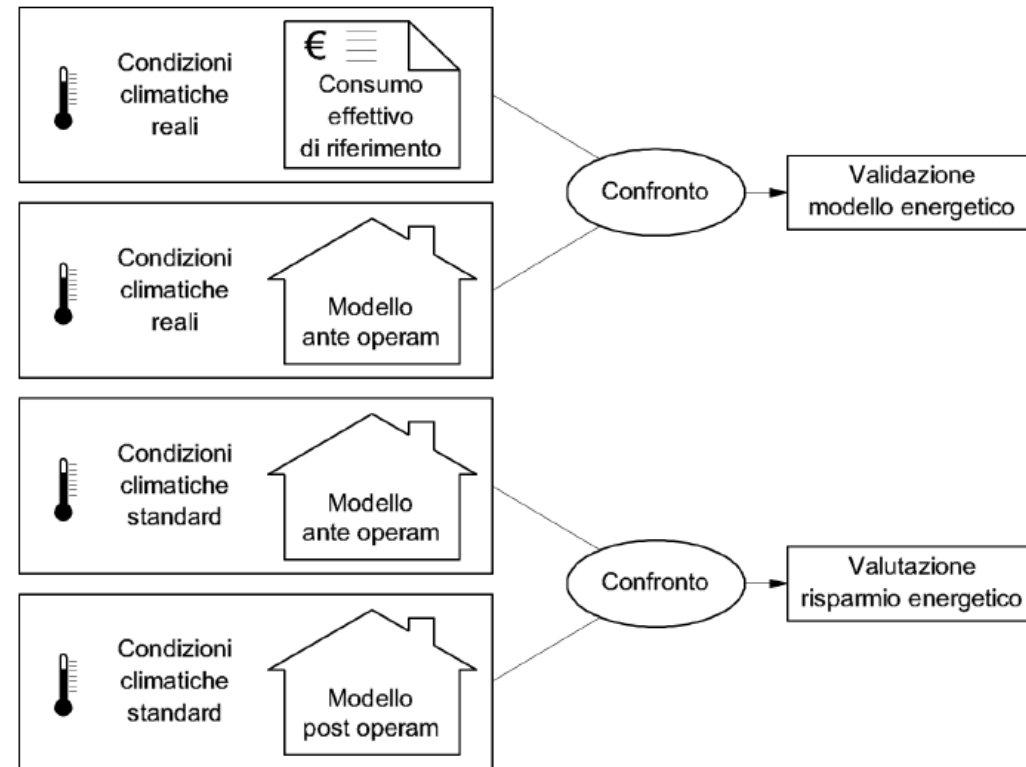 Condizioni
climatiche
reali
€
Consumo
effettivo
di riferimento
Condizioni
climatiche
reali
Modello
ante operam
Confronto
Validazione
modello energetico
Condizioni
climatiche
standard
Modello
ante operam
Condizioni
climatiche
standard
Modello
post operam
Confronto
Valutazione
risparmio energetico